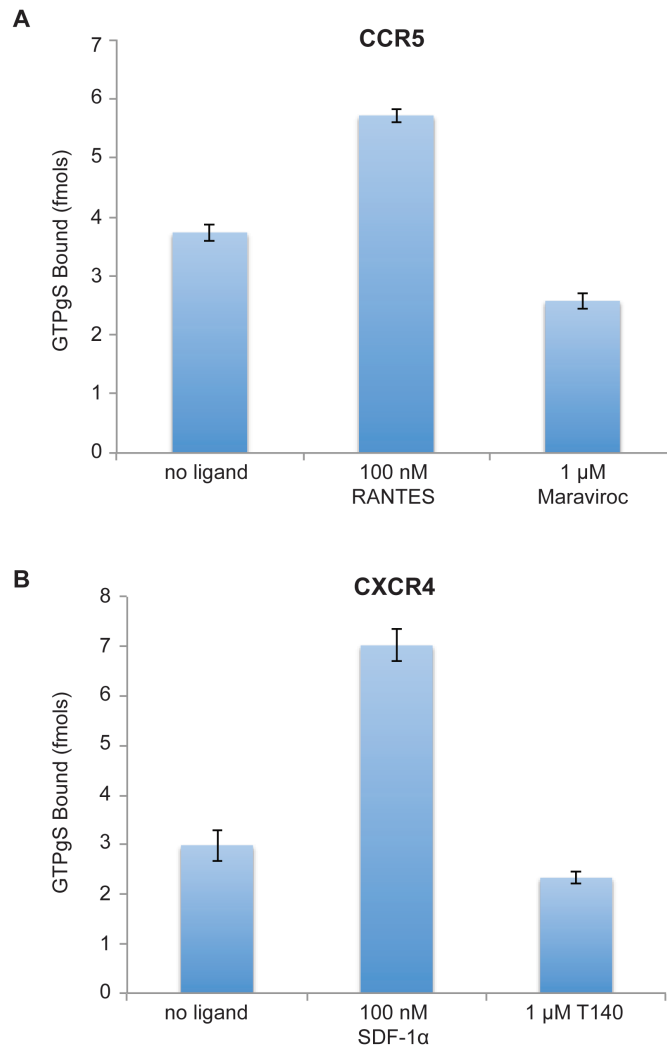 A
CCR5
7
6
5
4
3
2
1
0
GTPgS Bound (fmols)
no ligand
100 nM
RANTES
1 µM
Maraviroc
B
CXCR4
8
7
6
5
4
3
2
1
0
GTPgS Bound (fmols)
no ligand
100 nM
SDF-1α
1 µM T140